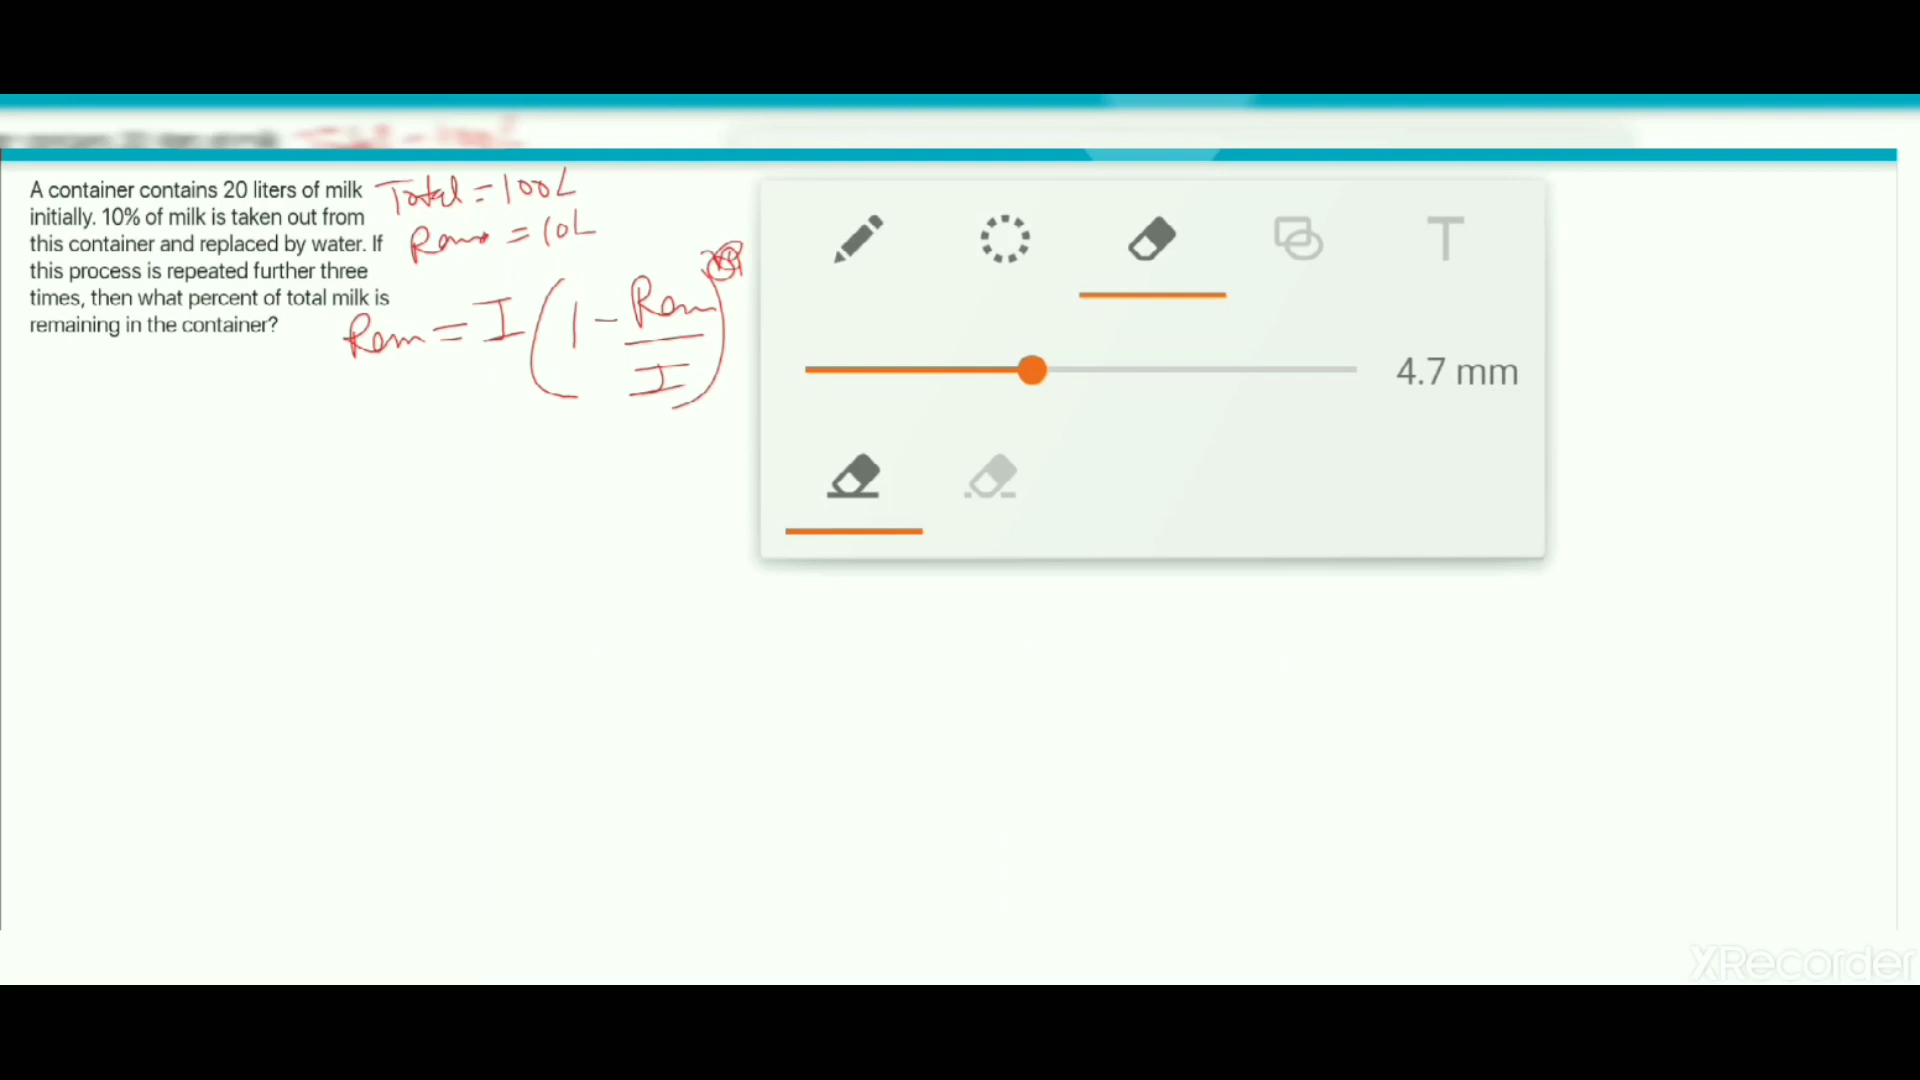 A container contains 20 liters of milk
initially. 10% of milk is taken out from
this container and replaced by water. If
this process is repeated further three
times, then what percent of total milk is
remaining in the container?
Total = 100L
Rem = 10L
Rem = I ( 1 - Rem / I )
4.7 mm
T
XRecorder